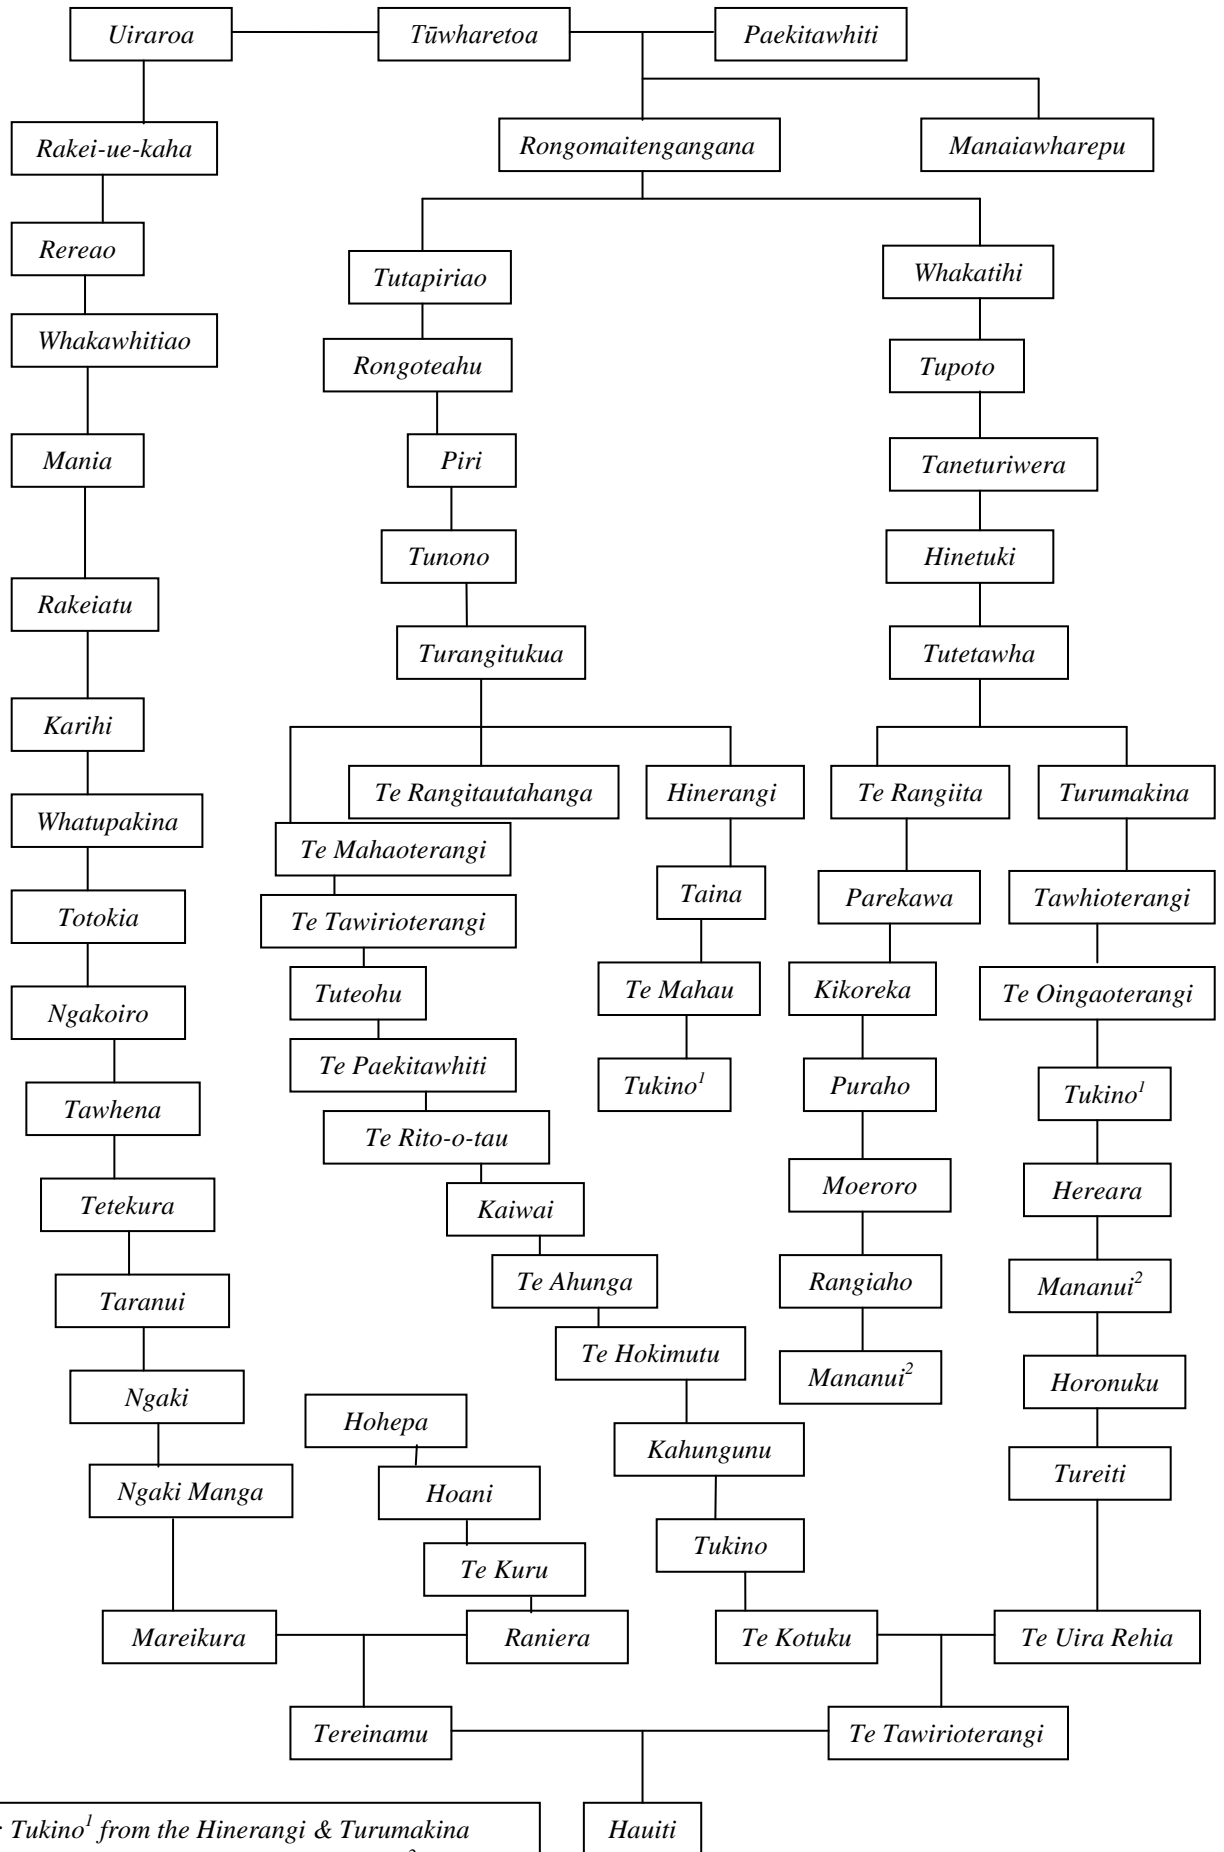 Uiraroa
Tūwharetoa
Paekitawhiti
Rakei-ue-kaha
Rongomaitengangana
Manaiawharepu
Rereao
Tutapiriao
Whakatihi
Whakawhitiao
Rongoteahu
Tupoto
Mania
Piri
Taneturiwera
Tunono
Hinetuki
Rakeiatu
Turangitukua
Tutetawha
Karihi
Te Rangitautahanga
Hinerangi
Te Rangiita
Turumakina
Whatupakina
Te Mahaoterangi
Taina
Parekawa
Tawhioterangi
Totokia
Te Tawirioterangi
Tuteohu
Te Mahau
Kikoreka
Te Oingaoterangi
Ngakoiro
Te Paekitawhiti
Tukino¹
Puraho
Tukino¹
Tawhena
Te Rito-o-tau
Tetekura
Kaiwai
Moeroro
Hereara
Taranui
Te Ahunga
Rangiaho
Mananui²
Te Hokimutu
Ngaki
Hohepa
Mananui²
Horonuku
Kahungunu
Ngaki Manga
Hoani
Tureiti
Tukino
Te Kuru
Mareikura
Raniera
Te Kotuku
Te Uira Rehia
Tereinamu
Te Tawirioterangi
: Tukino¹ from the Hinerangi & Turumakina
Hauiti